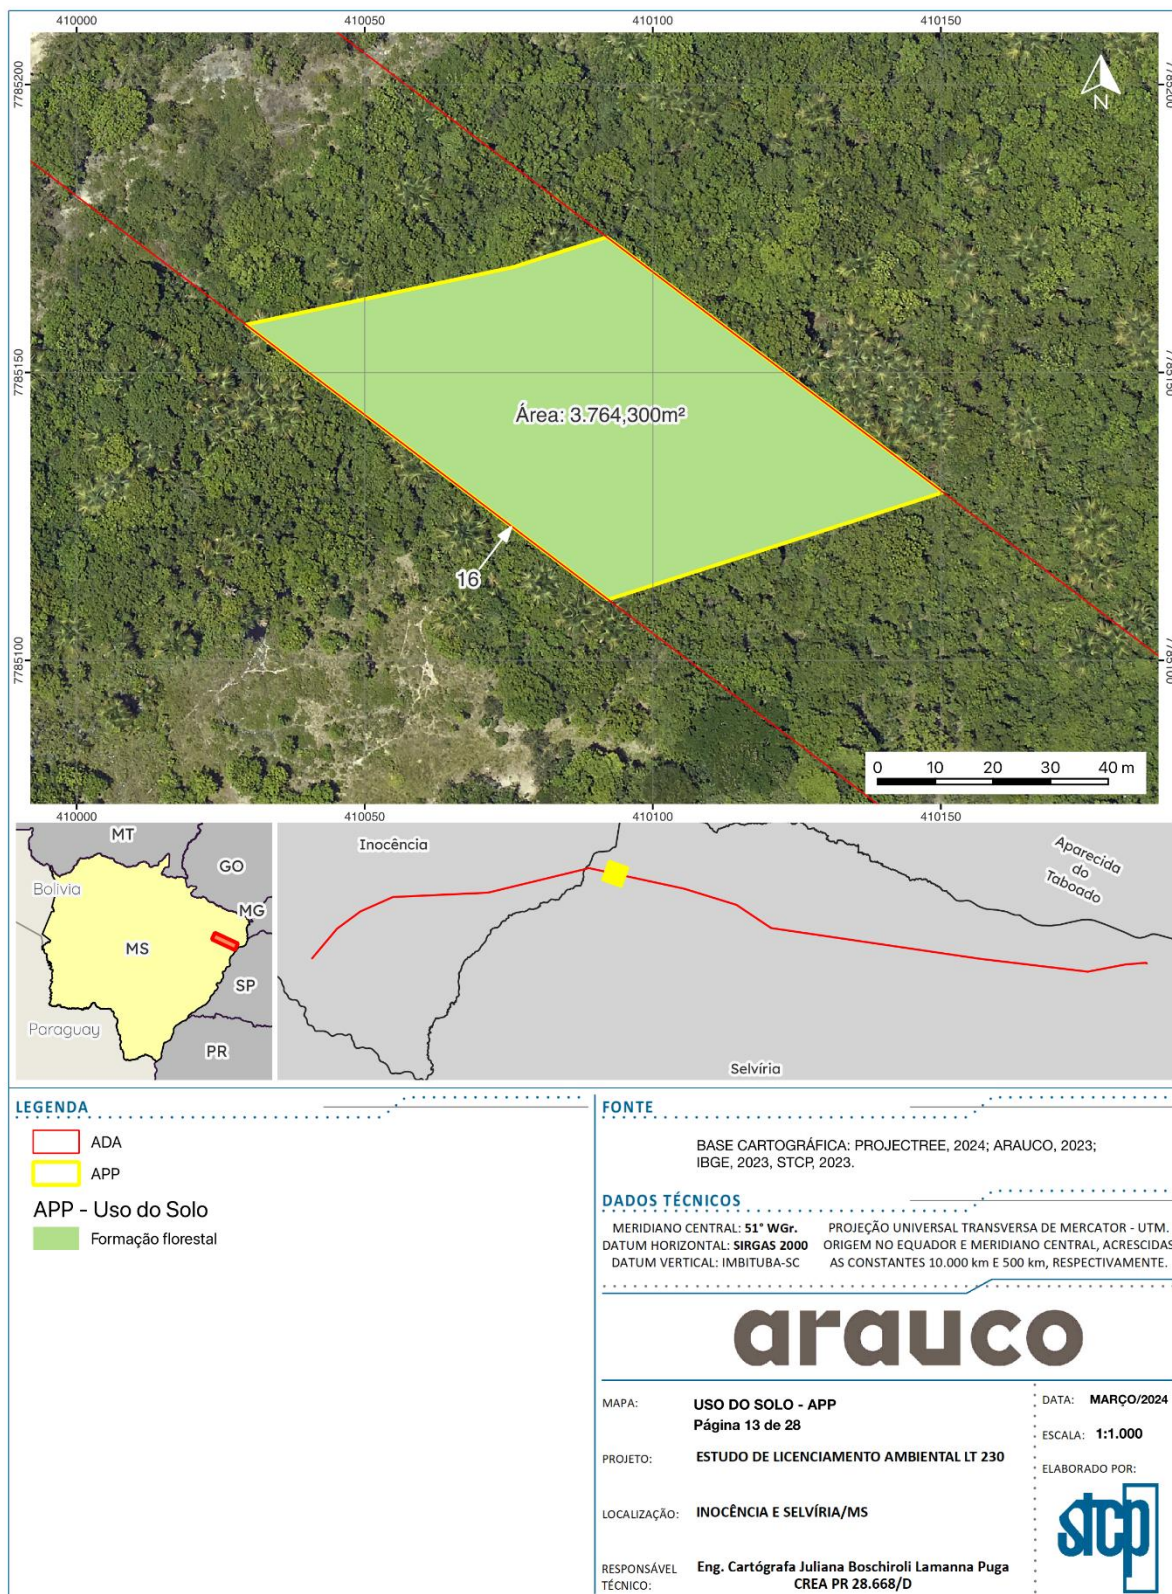 410000
410050
410100
410150
7785200
7785200
N
7785150
7785150
Área: 3.764,300m²
16
7785100
7785100
0 10 20 30 40 m
410000
410050
410100
410150
MT
GO
Bolivia
MG
MS
SP
Paraguay
PR
Inocência
Aparecida
do
Taboado
Selvíria
LEGENDA
ADA
APP
APP - Uso do Solo
Formação florestal
FONTE
BASE CARTOGRÁFICA: PROJECTREE, 2024; ARAUCO, 2023;
IBGE, 2023, STCP, 2023.
DADOS TÉCNICOS
MERIDIANO CENTRAL: 51° WGr.
DATUM HORIZONTAL: SIRGAS 2000
DATUM VERTICAL: IMBITUBA-SC
PROJEÇÃO UNIVERSAL TRANSVERSA DE MERCATOR - UTM.
ORIGEM NO EQUADOR E MERIDIANO CENTRAL, ACRESCIDAS
AS CONSTANTES 10.000 km E 500 km, RESPECTIVAMENTE.
arauco
MAPA: USO DO SOLO - APP
Página 13 de 28
PROJETO: ESTUDO DE LICENCIAMENTO AMBIENTAL LT 230
LOCALIZAÇÃO: INOCÊNCIA E SELVÍRIA/MS
RESPONSÁVEL TÉCNICO: Eng. Cartógrafa Juliana Boschiroli Lamanna Puga
CREA PR 28.668/D
DATA: MARÇO/2024
ESCALA: 1:1.000
ELABORADO POR:
stcp